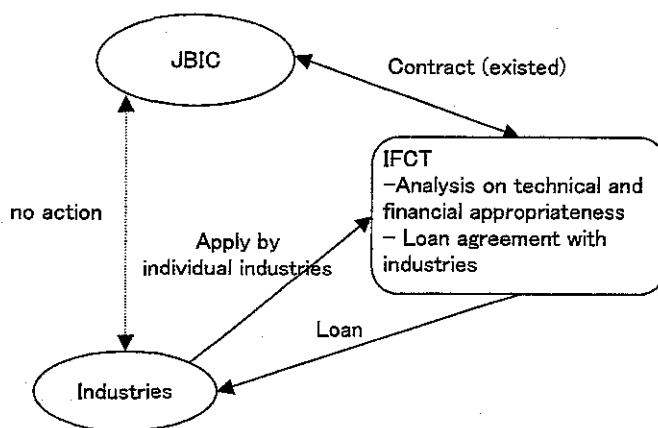 JBIC
Contract (existed)
IFCT
-Analysis on technical and
financial appropriateness
- Loan agreement with
industries
no action
Apply by
individual industries
Loan
Industries